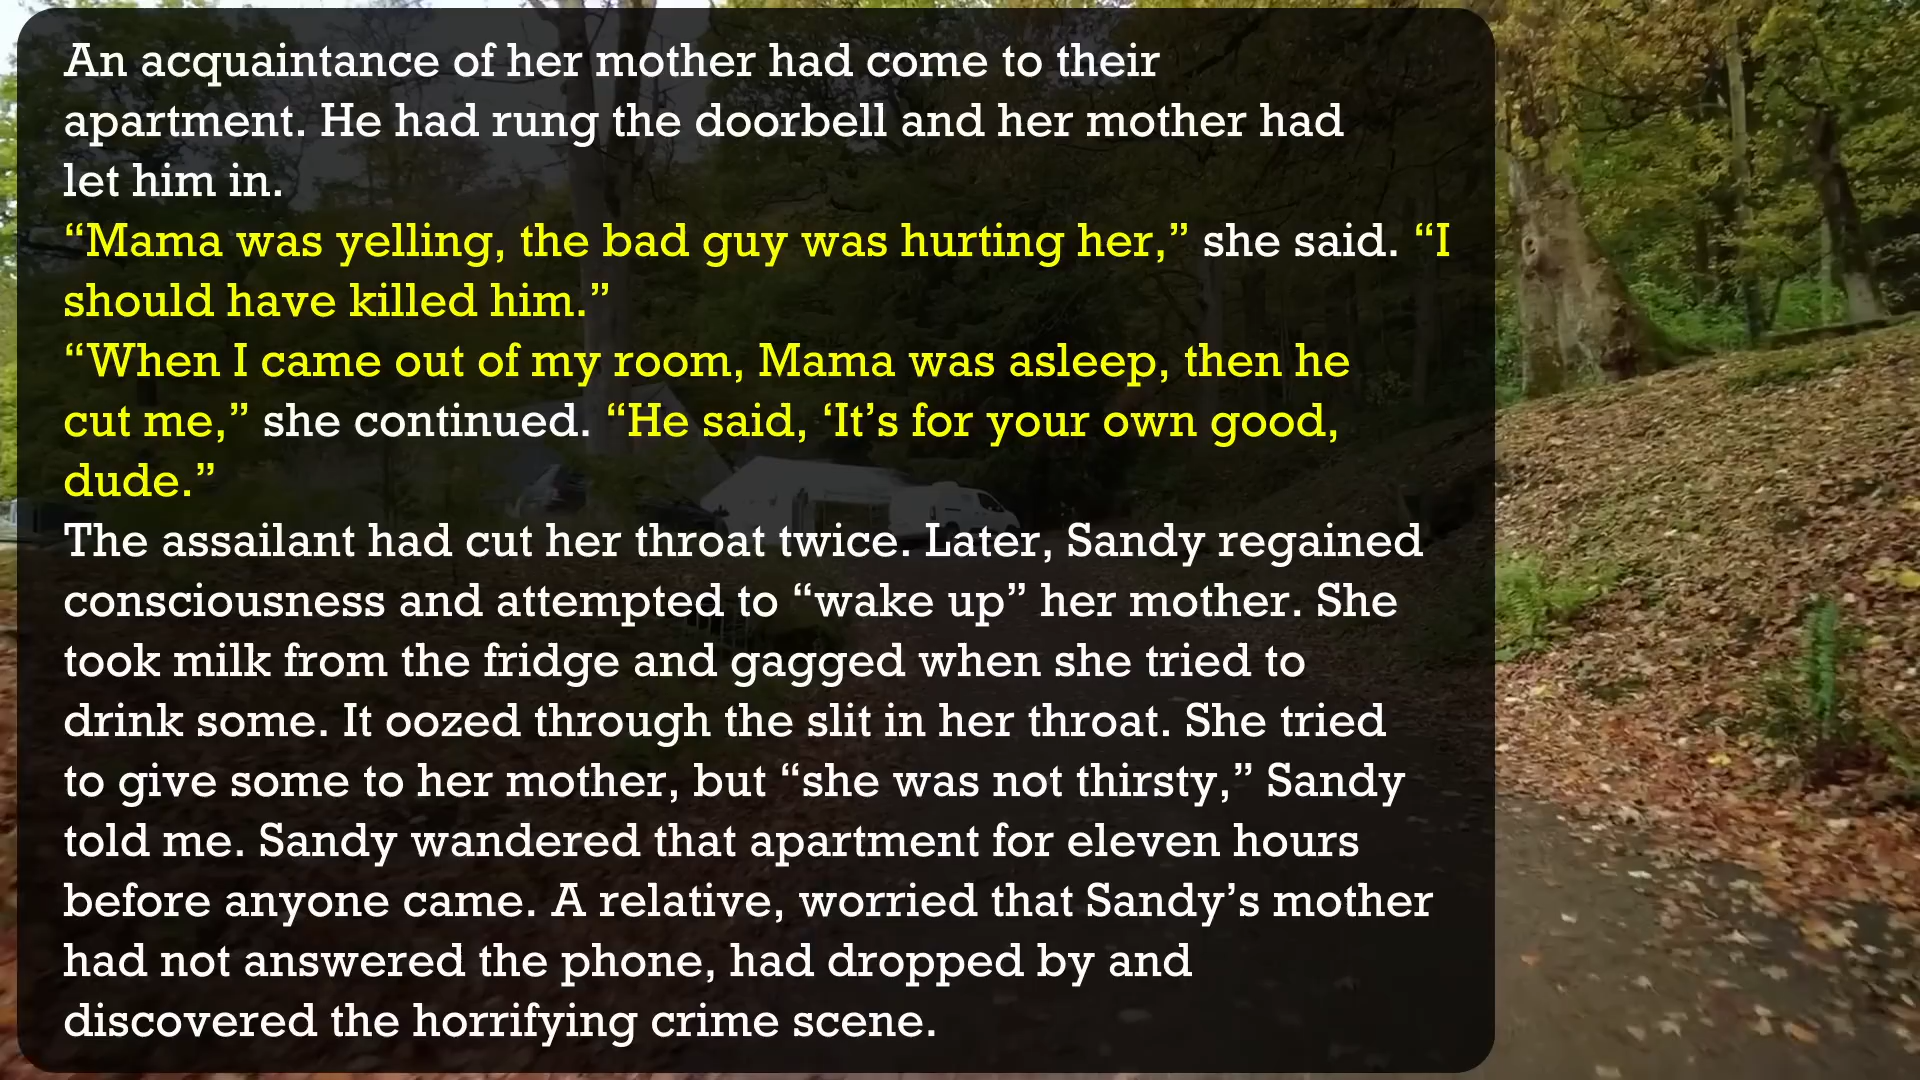 An acquaintance of her mother had come to their
apartment. He had rung the doorbell and her mother had
let him in.
“Mama was yelling, the bad guy was hurting her,” she said. “I
should have killed him.”
“When I came out of my room, Mama was asleep, then he
cut me,” she continued. “He said, ‘It’s for your own good,
dude.”
The assailant had cut her throat twice. Later, Sandy regained
consciousness and attempted to “wake up” her mother. She
took milk from the fridge and gagged when she tried to
drink some. It oozed through the slit in her throat. She tried
to give some to her mother, but “she was not thirsty,” Sandy
told me. Sandy wandered that apartment for eleven hours
before anyone came. A relative, worried that Sandy’s mother
had not answered the phone, had dropped by and
discovered the horrifying crime scene.